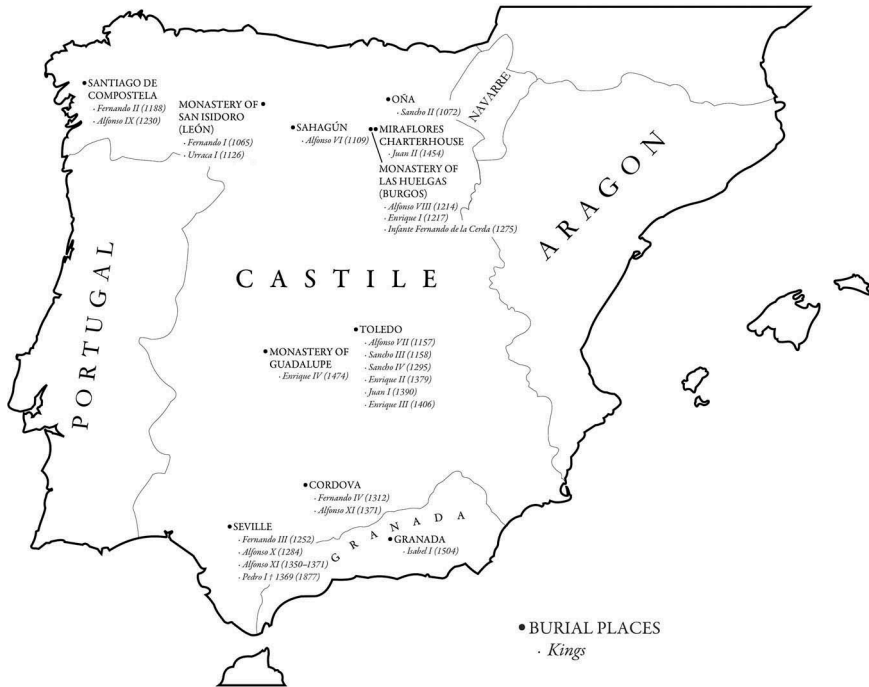 SANTIAGO DE
COMPOSTELA
· Fernando II (1188)
· Alfonso IX (1230)
MONASTERY OF
SAN ISIDORO
(LEÓN)
· Fernando I (1065)
· Urraca I (1126)
SAHAGÚN
· Alfonso VI (1109)
OÑA
· Sancho II (1072)
MIRAFLORES
CHARTERHOUSE
· Juan II (1454)
MONASTERY OF
LAS HUELGAS
(BURGOS)
· Alfonso VIII (1214)
· Enrique I (1217)
· Infante Fernando de la Cerda (1275)
NAVARRE
ARAGON
PORTUGAL
CASTILE
TOLEDO
· Alfonso VII (1157)
· Sancho III (1158)
· Sancho IV (1295)
· Enrique II (1379)
· Juan I (1390)
· Enrique III (1406)
MONASTERY OF
GUADALUPE
· Enrique IV (1474)
CORDOVA
· Fernando IV (1312)
· Alfonso XI (1371)
SEVILLE
· Fernando III (1252)
· Alfonso X (1284)
· Alfonso XI (1350–1371)
· Pedro I † 1369 (1877)
GRANADA
GRANADA
· Isabel I (1504)
BURIAL PLACES
· Kings